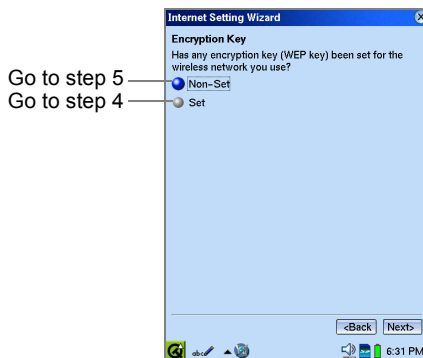 Internet Setting Wizard
Encryption Key
Has any encryption key (WEP key) been set for the
wireless network you use?
Go to step 5
Non-Set
Go to step 4
Set
<Back Next>
abc 6:31 PM